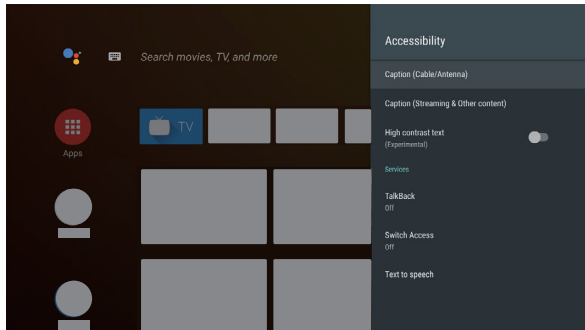 Search movies, TV, and more
TV
Apps
Accessibility
Caption (Cable/Antenna)
Caption (Streaming & Other content)
High contrast text
(Experimental)
Services
TalkBack
Off
Switch Access
Off
Text to speech